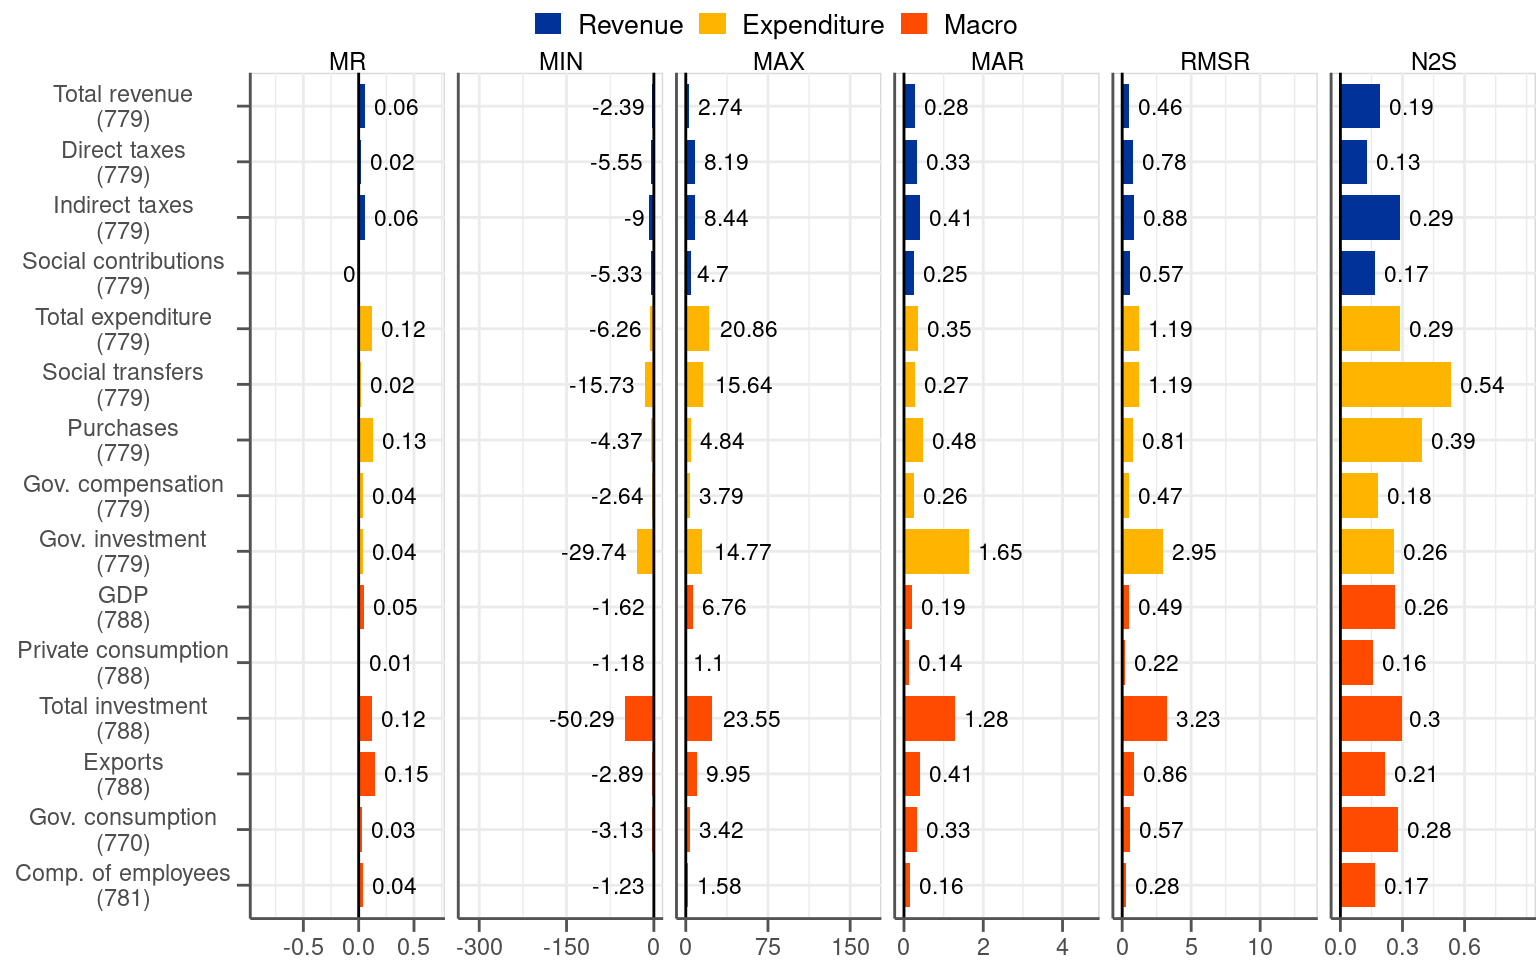 Revenue Expenditure Macro
MR MIN MAX MAR RMSR N2S
Total revenue
(779)
0.06 -2.39 2.74 0.28 0.46 0.19
Direct taxes
(779)
0.02 -5.55 8.19 0.33 0.78 0.13
Indirect taxes
(779)
0.06 -9 8.44 0.41 0.88 0.29
Social contributions
(779)
0 -5.33 4.7 0.25 0.57 0.17
Total expenditure
(779)
0.12 -6.26 20.86 0.35 1.19 0.29
Social transfers
(779)
0.02 -15.73 15.64 0.27 1.19 0.54
Purchases
(779)
0.13 -4.37 4.84 0.48 0.81 0.39
Gov. compensation
(779)
0.04 -2.64 3.79 0.26 0.47 0.18
Gov. investment
(779)
0.04 -29.74 14.77 1.65 2.95 0.26
GDP
(788)
0.05 -1.62 6.76 0.19 0.49 0.26
Private consumption
(788)
0.01 -1.18 1.1 0.14 0.22 0.16
Total investment
(788)
0.12 -50.29 23.55 1.28 3.23 0.3
Exports
(788)
0.15 -2.89 9.95 0.41 0.86 0.21
Gov. consumption
(770)
0.03 -3.13 3.42 0.33 0.57 0.28
Comp. of employees
(781)
0.04 -1.23 1.58 0.16 0.28 0.17
-0.5 0.0 0.5 -300 -150 0 0 75 150 0 2 4 0 5 10 0.0 0.3 0.6